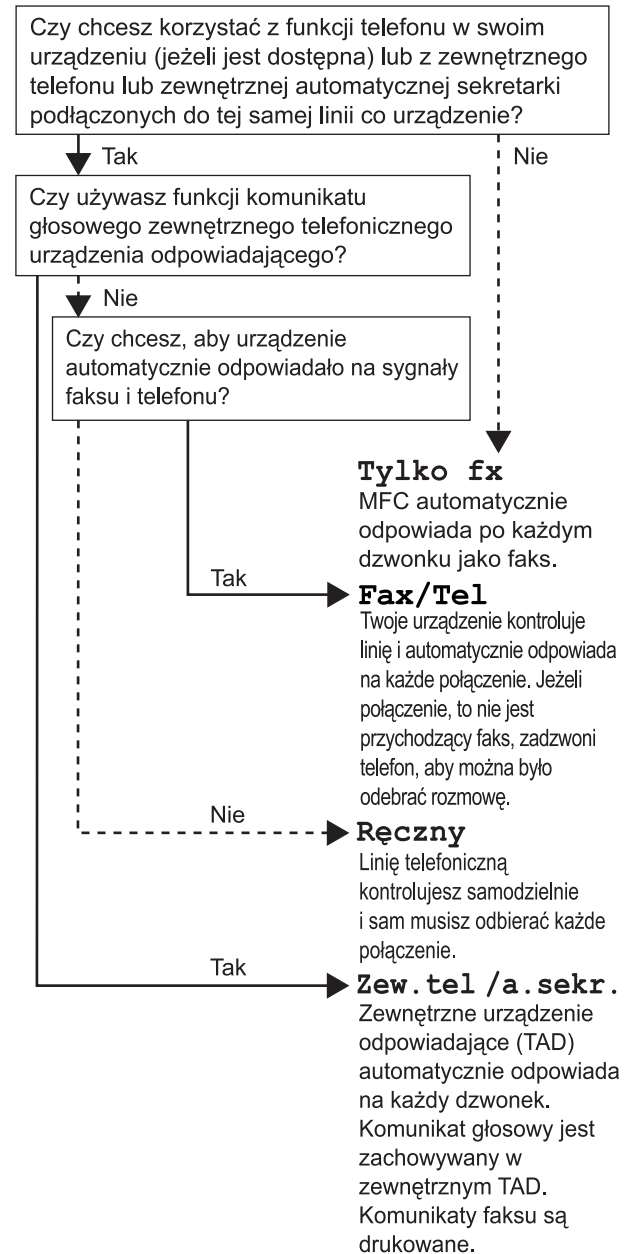 Czy chcesz korzystać z funkcji telefonu w swoim
urządzeniu (jeżeli jest dostępna) lub z zewnętrznego
telefonu lub zewnętrznej automatycznej sekretarki
podłączonych do tej samej linii co urządzenie?
Tak
Nie
Czy używasz funkcji komunikatu
głosowego zewnętrznego telefonicznego
urządzenia odpowiadającego?
Nie
Czy chcesz, aby urządzenie
automatycznie odpowiadało na sygnały
faksu i telefonu?
Tylko fx
MFC automatycznie
odpowiada po każdym
dzwonku jako faks.
Tak
Fax/Tel
Twoje urządzenie kontroluje
linię i automatycznie odpowiada
na każde połączenie. Jeżeli
połączenie, to nie jest
przychodzący faks, zadzwoni
telefon, aby można było
odebrać rozmowę.
Nie
Ręczny
Linię telefoniczną
kontrolujesz samodzielnie
i sam musisz odbierać każde
połączenie.
Tak
Zew.tel /a.sekr.
Zewnętrzne urządzenie
odpowiadające (TAD)
automatycznie odpowiada
na każdy dzwonek.
Komunikat głosowy jest
zachowywany w
zewnętrznym TAD.
Komunikaty faksu są
drukowane.